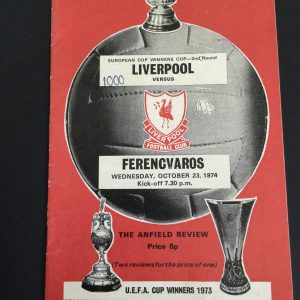 EUROPEAN CUP WINNERS CUP—2nd Round
LIVERPOOL
1000
VERSUS
LIVERPOOL
FOOTBALL CLUB
FERENCVAROS
WEDNESDAY, OCTOBER 23, 1974
Kick-off 7.30 p.m.
THE ANFIELD REVIEW
Price 8p
(Two reviews for the price of one)
U.E.F.A. CUP WINNERS 1973